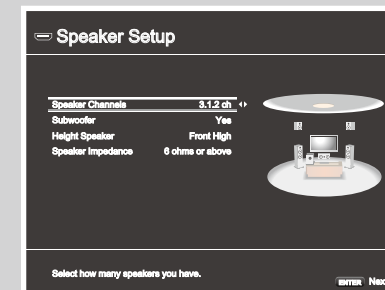 Speaker Setup
Speaker Channels 3.1.2 ch
Subwoofer Yes
Height Speaker Front High
Speaker Impedance 6 ohms or above
Select how many speakers you have.
ENTER Nex